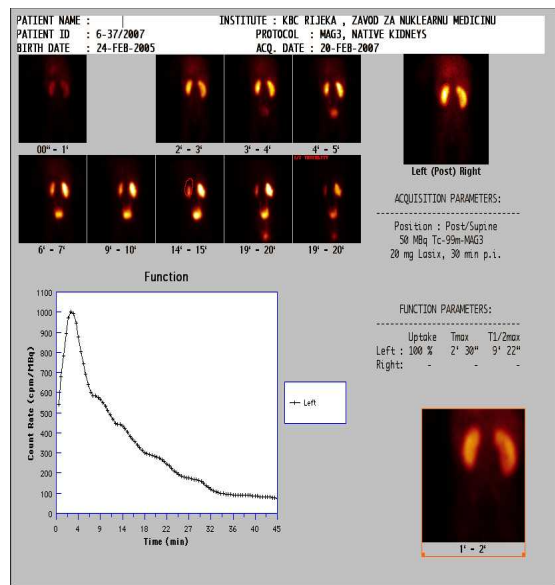 PATIENT NAME : INSTITUTE : KBC RIJEKA , ZAVOD ZA NUKLEARNU MEDICINU
PATIENT ID : 6-37/2007 PROTOCOL : MAG3, NATIVE KIDNEYS
BIRTH DATE : 24-FEB-2005 ACQ. DATE : 20-FEB-2007
00" - 1' 2' - 3' 3' - 4' 4' - 5'
Left (Post) Right
6' - 7' 9' - 10' 14' - 15' 19' - 20' 19' - 20'
ACQUISITION PARAMETERS:
Position : Post/Supine
50 MBq Tc-99m-MAG3
20 mg Lasix, 30 min p.i.
Function
Count Rate (cpm/MBq)
1100
1000
900
800
700
600
500
400
300
200
100
0
0 4 9 14 18 22 27 32 36 40 45
Time (min)
Left
FUNCTION PARAMETERS:
Uptake Tmax T1/2max
Left : 100 % 2' 30" 9' 22"
Right: - - -
1' - 2'